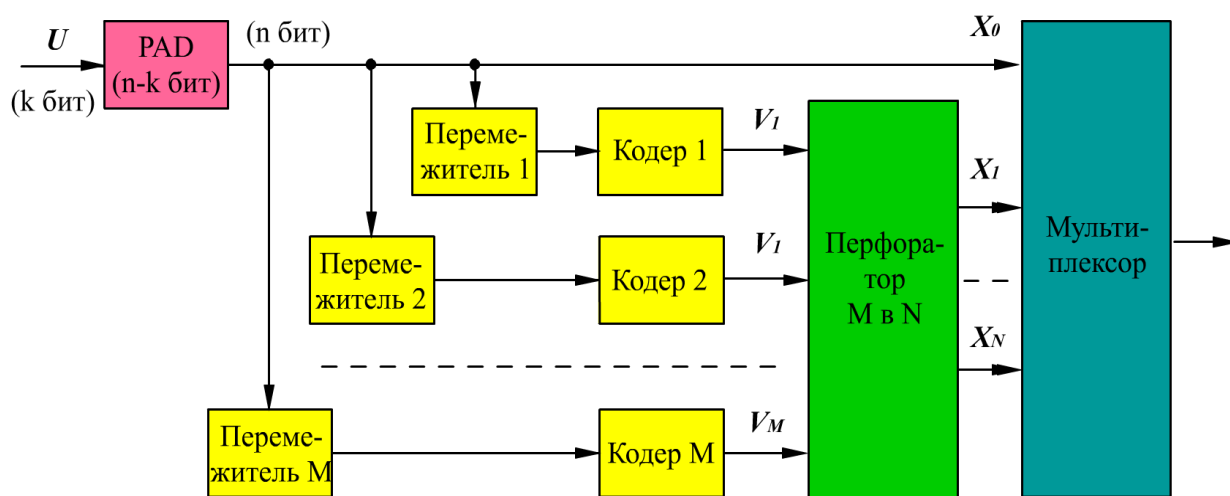 U
(k бит)
PAD
(n-k бит)
(n бит)
X0
Переме-
житель 1
Кодер 1
V1
Переме-
житель 2
Кодер 2
V1
Переме-
житель M
Кодер M
VM
Перфора-
тор
M в N
X1
XN
Мульти-
плексор